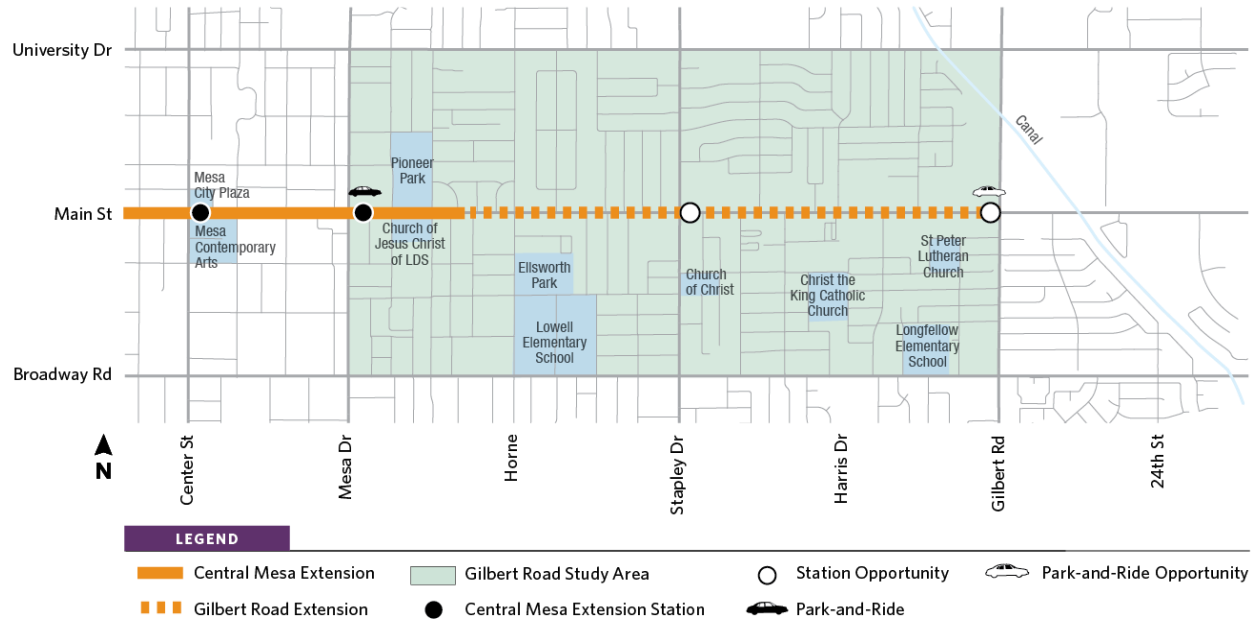 University Dr
Canal
Pioneer
Park
Mesa
City Plaza
Main St
Mesa
Contemporary
Arts
Church of
Jesus Christ
of LDS
St Peter
Lutheran
Church
Ellsworth
Park
Church
of Christ
Christ the
King Catholic
Church
Lowell
Elementary
School
Longfellow
Elementary
School
Broadway Rd
N
Center St
Mesa Dr
Horne
Stapley Dr
Harris Dr
Gilbert Rd
24th St
LEGEND
Central Mesa Extension
Gilbert Road Study Area
Station Opportunity
Park-and-Ride Opportunity
Gilbert Road Extension
Central Mesa Extension Station
Park-and-Ride